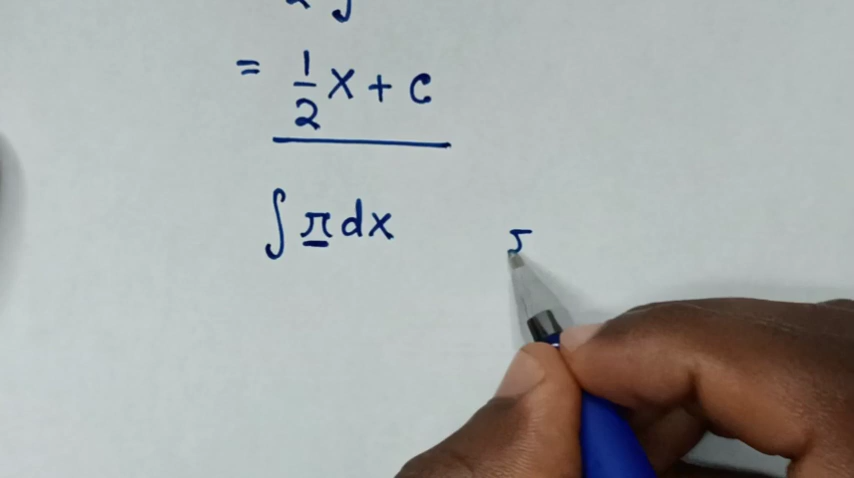 = 1/2 x + c
∫ π dx